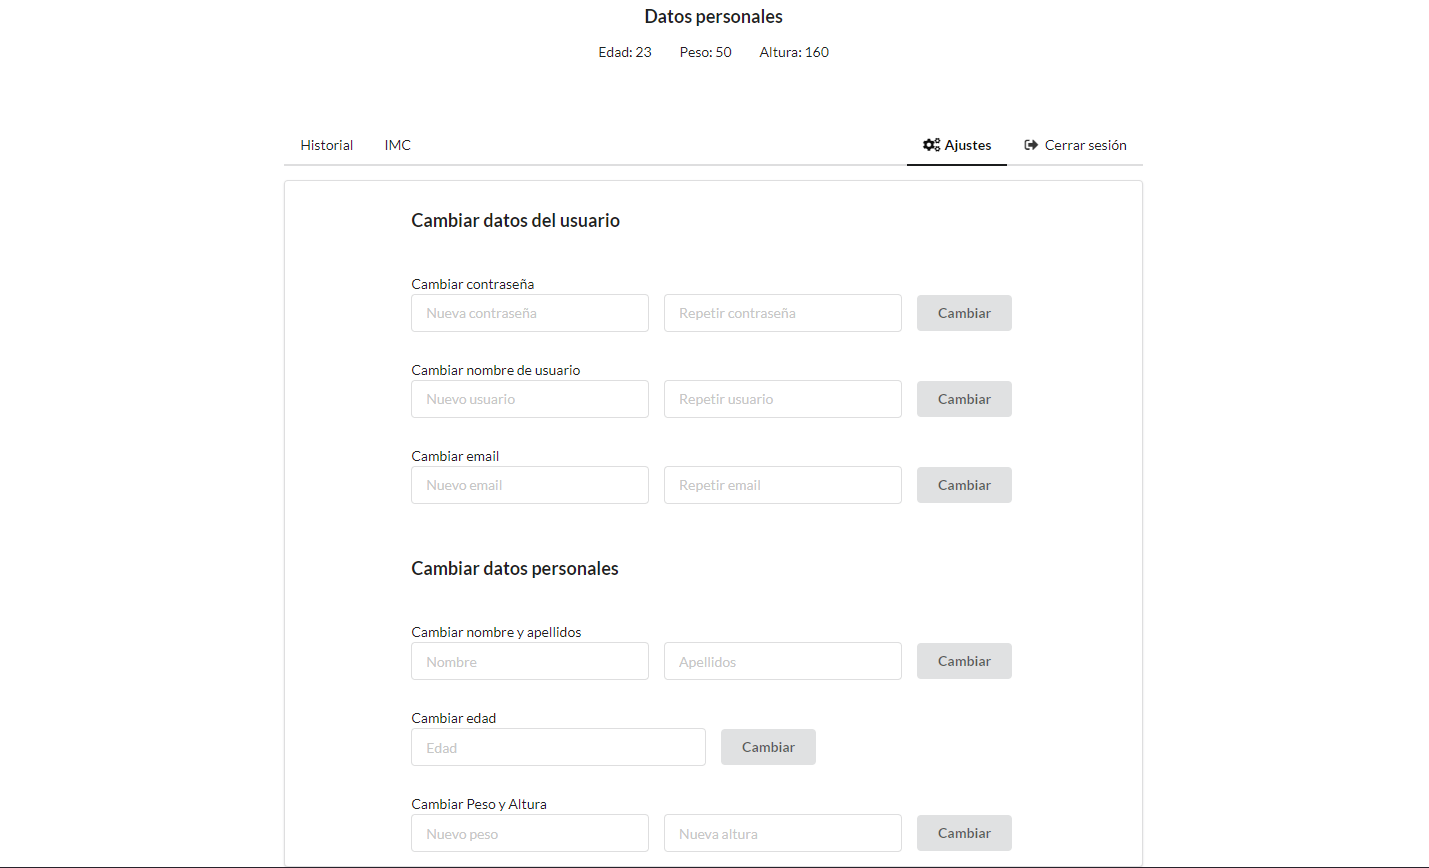 Datos personales
Edad: 23 Peso: 50 Altura: 160
Historial IMC Ajustes Cerrar sesión
Cambiar datos del usuario
Cambiar contraseña
Nueva contraseña Repetir contraseña Cambiar
Cambiar nombre de usuario
Nuevo usuario Repetir usuario Cambiar
Cambiar email
Nuevo email Repetir email Cambiar
Cambiar datos personales
Cambiar nombre y apellidos
Nombre Apellidos Cambiar
Cambiar edad
Edad Cambiar
Cambiar Peso y Altura
Nuevo peso Nueva altura Cambiar